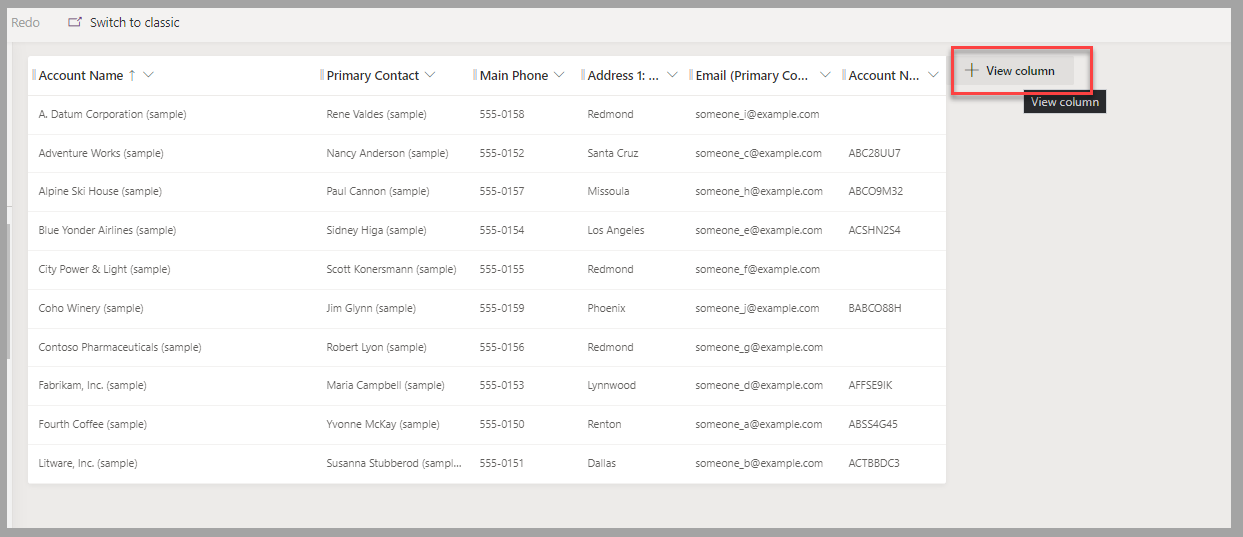 Redo Switch to classic
Account Name ↑ Primary Contact Main Phone Address 1: ... Email (Primary Co... Account N... + View column
View column
A. Datum Corporation (sample) Rene Valdes (sample) 555-0158 Redmond someone_i@example.com
Adventure Works (sample) Nancy Anderson (sample) 555-0152 Santa Cruz someone_c@example.com ABC28UU7
Alpine Ski House (sample) Paul Cannon (sample) 555-0157 Missoula someone_h@example.com ABCO9M32
Blue Yonder Airlines (sample) Sidney Higa (sample) 555-0154 Los Angeles someone_e@example.com ACSHN2S4
City Power & Light (sample) Scott Konersmann (sample) 555-0155 Redmond someone_f@example.com
Coho Winery (sample) Jim Glynn (sample) 555-0159 Phoenix someone_j@example.com BABCO88H
Contoso Pharmaceuticals (sample) Robert Lyon (sample) 555-0156 Redmond someone_g@example.com
Fabrikam, Inc. (sample) Maria Campbell (sample) 555-0153 Lynnwood someone_d@example.com AFFSE9IK
Fourth Coffee (sample) Yvonne McKay (sample) 555-0150 Renton someone_a@example.com ABSS4G45
Litware, Inc. (sample) Susanna Stubberod (sampl... 555-0151 Dallas someone_b@example.com ACTBBDC3